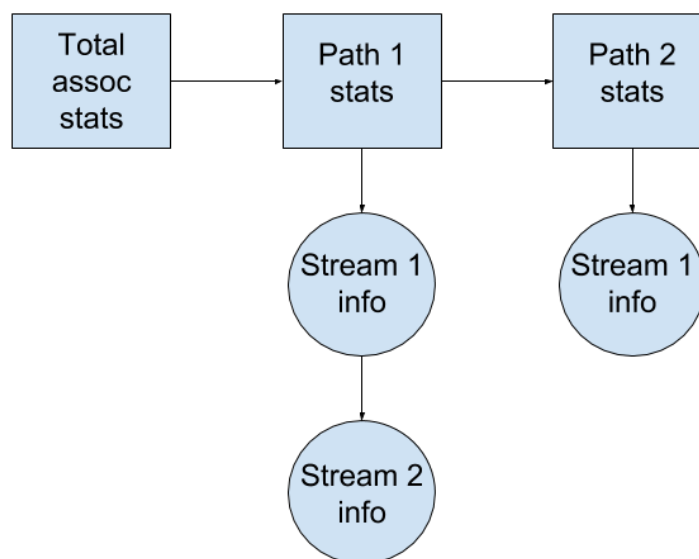 Total
assoc
stats
Path 1
stats
Path 2
stats
Stream 1
info
Stream 1
info
Stream 2
info